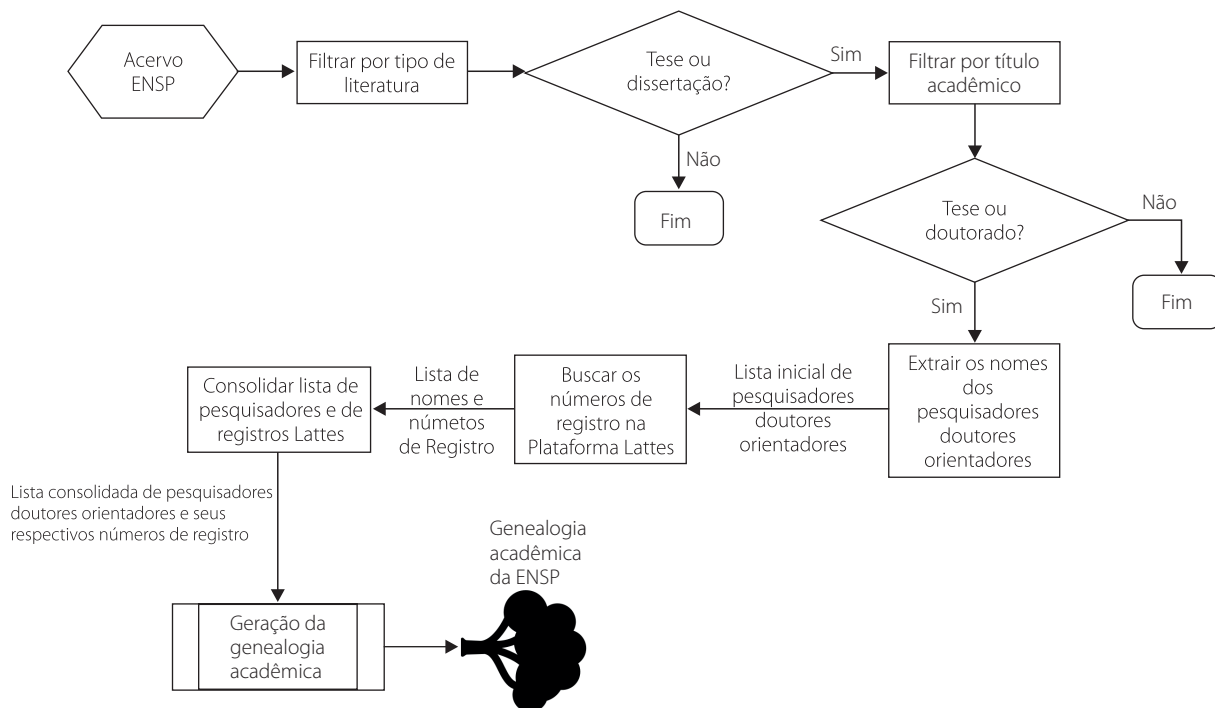 Acervo
ENSP
Filtrar por tipo de
literatura
Tese ou
dissertação?
Sim
Filtrar por título
acadêmico
Não
Fim
Tese ou
doutorado?
Não
Fim
Sim
Extrair os nomes
dos
pesquisadores
doutores
orientadores
Lista inicial de
pesquisadores
doutores
orientadores
Buscar os
números de
registro na
Plataforma Lattes
Lista de
nomes e
númetos
de Registro
Consolidar lista de
pesquisadores e de
registros Lattes
Lista consolidada de pesquisadores
doutores orientadores e seus
respectivos números de registro
Geração da
genealogia
acadêmica
Genealogia
acadêmica
da ENSP